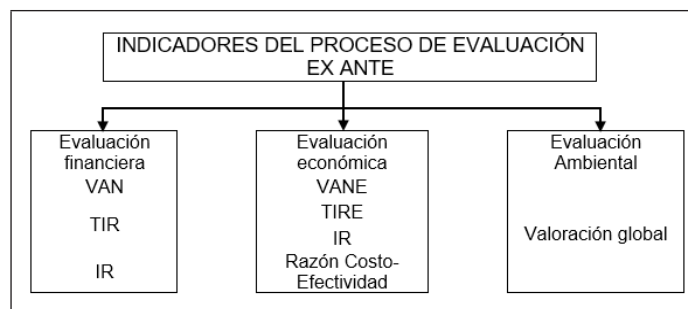 INDICADORES DEL PROCESO DE EVALUACIÓN
EX ANTE
Evaluación
financiera
VAN
TIR
IR
Evaluación
económica
VANE
TIRE
IR
Razón Costo-
Efectividad
Evaluación
Ambiental
Valoración global